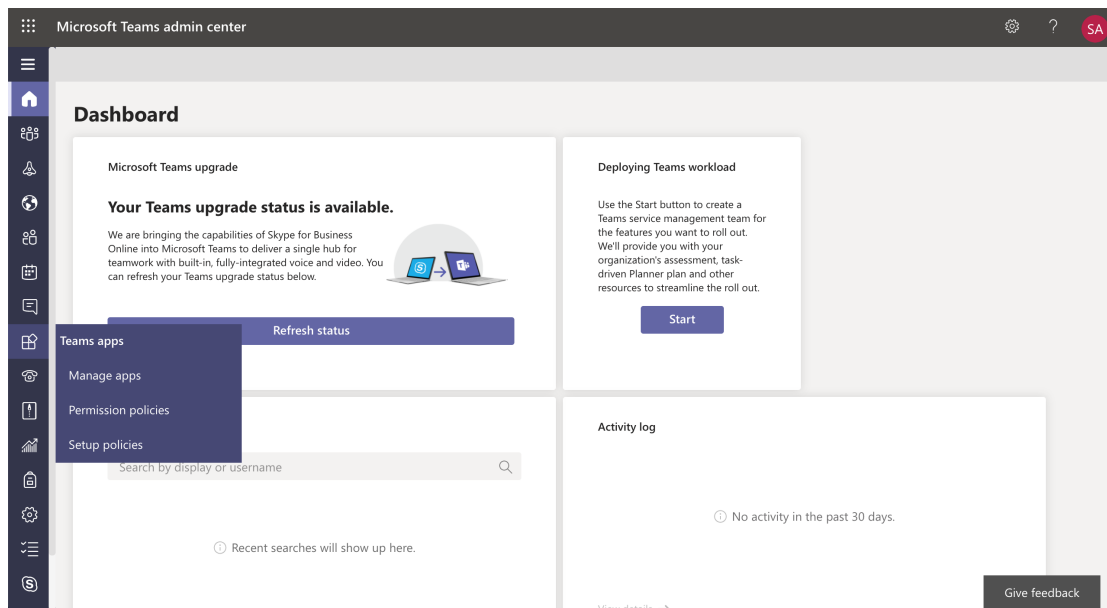 Microsoft Teams admin center
?
SA
Dashboard
Microsoft Teams upgrade
Your Teams upgrade status is available.
We are bringing the capabilities of Skype for Business
Online into Microsoft Teams to deliver a single hub for
teamwork with built-in, fully-integrated voice and video. You
can refresh your Teams upgrade status below.
Refresh status
Deploying Teams workload
Use the Start button to create a
Teams service management team for
the features you want to roll out.
We'll provide you with your
organization's assessment, task-
driven Planner plan and other
resources to streamline the roll out.
Start
Teams apps
Manage apps
Permission policies
Setup policies
Search by display or username
Recent searches will show up here.
Activity log
No activity in the past 30 days.
View details
Give feedback